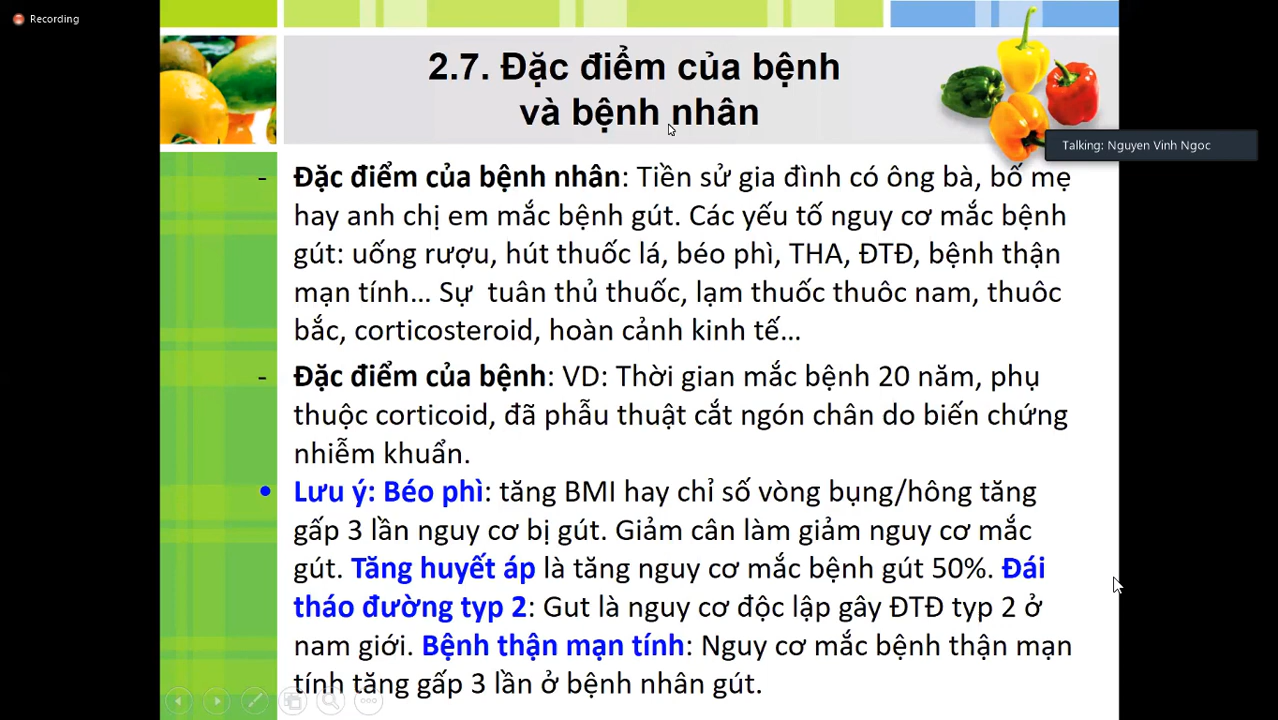 Recording
2.7. Đặc điểm của bệnh
và bệnh nhân
Talking: Nguyen Vinh Ngoc
- Đặc điểm của bệnh nhân: Tiền sử gia đình có ông bà, bố mẹ
hay anh chị em mắc bệnh gút. Các yếu tố nguy cơ mắc bệnh
gút: uống rượu, hút thuốc lá, béo phì, THA, ĐTĐ, bệnh thận
mạn tính... Sự tuân thủ thuốc, lạm thuốc thuôc nam, thuôc
bắc, corticosteroid, hoàn cảnh kinh tế...
- Đặc điểm của bệnh: VD: Thời gian mắc bệnh 20 năm, phụ
thuộc corticoid, đã phẫu thuật cắt ngón chân do biến chứng
nhiễm khuẩn.
• Lưu ý: Béo phì: tăng BMI hay chỉ số vòng bụng/hông tăng
gấp 3 lần nguy cơ bị gút. Giảm cân làm giảm nguy cơ mắc
gút. Tăng huyết áp là tăng nguy cơ mắc bệnh gút 50%. Đái
tháo đường typ 2: Gut là nguy cơ độc lập gây ĐTĐ typ 2 ở
nam giới. Bệnh thận mạn tính: Nguy cơ mắc bệnh thận mạn
tính tăng gấp 3 lần ở bệnh nhân gút.